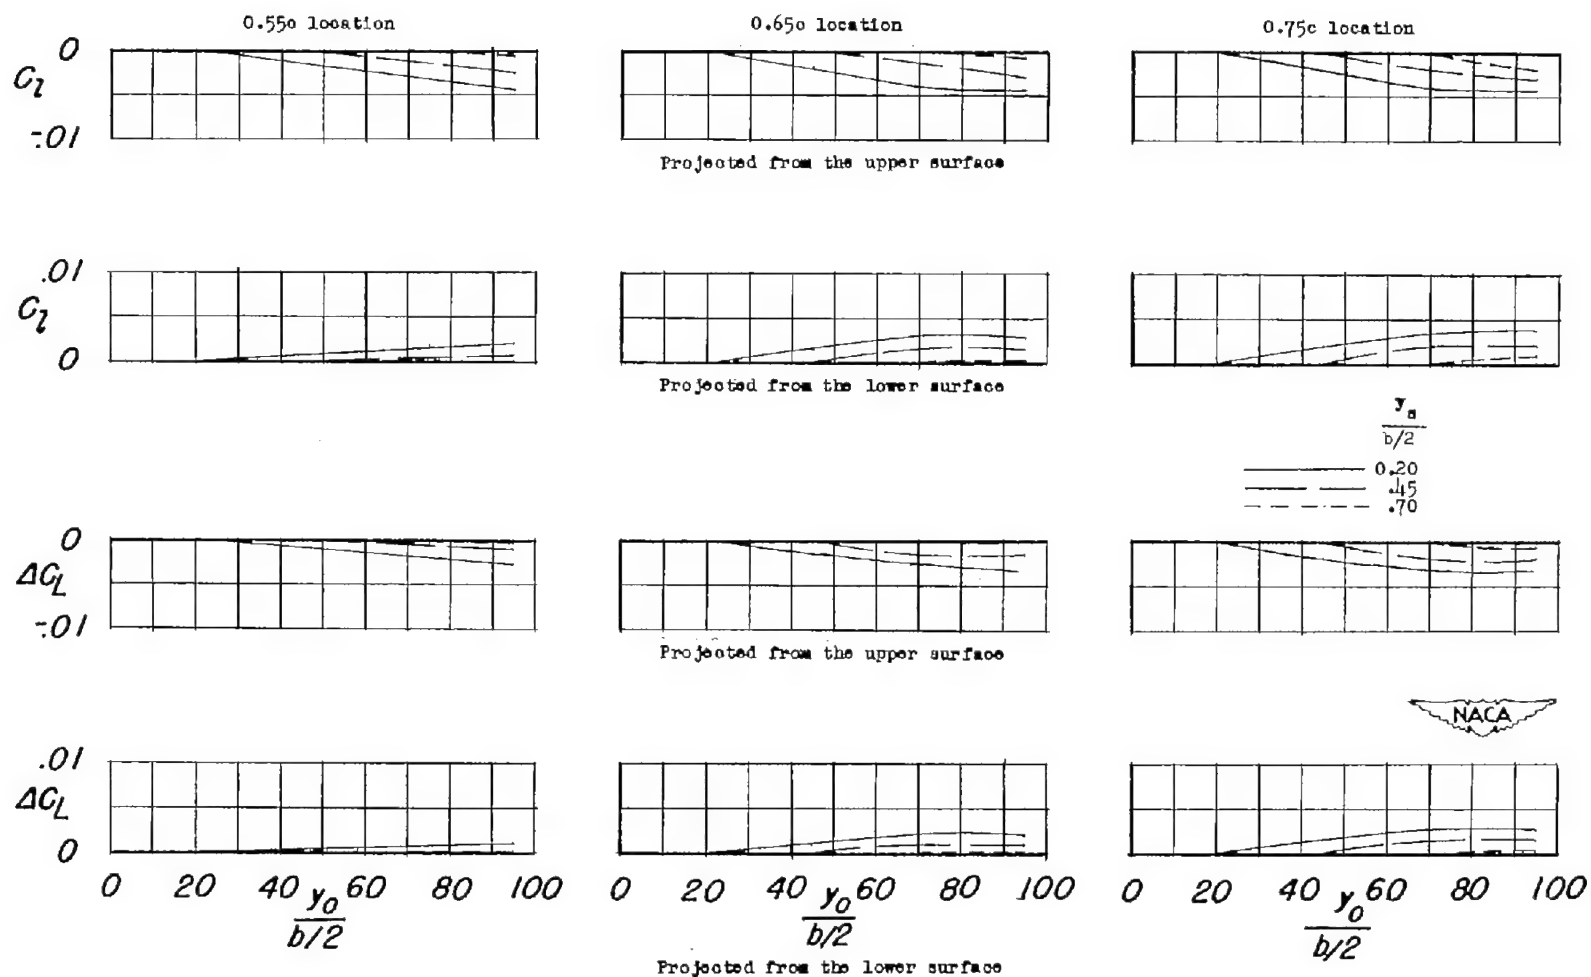 0.55c location
0.65c location
0.75c location
0
C_l
-.01
Projected from the upper surface
.01
C_l
0
Projected from the lower surface
y_s
b/2
0.20
.45
.70
0
ΔC_L
-.01
Projected from the upper surface
NACA
.01
ΔC_L
0
0 20 40 60 80 100
y_o
b/2
0 20 40 60 80 100
y_o
b/2
0 20 40 60 80 100
y_o
b/2
Projected from the lower surface